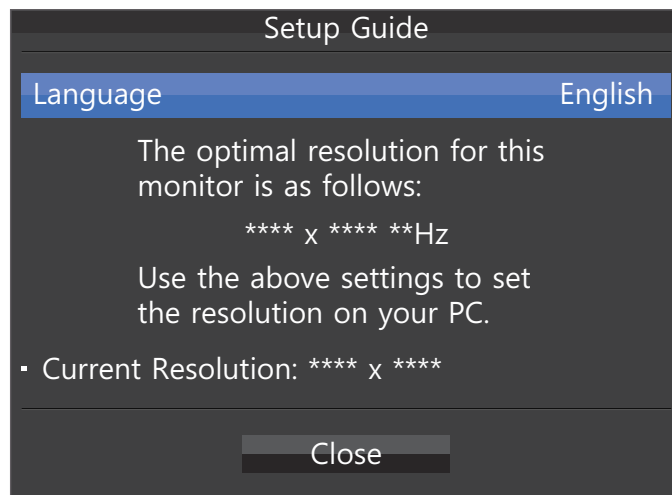 Setup Guide
Language English
The optimal resolution for this
monitor is as follows:
**** x **** **Hz
Use the above settings to set
the resolution on your PC.
Current Resolution: **** x ****
Close